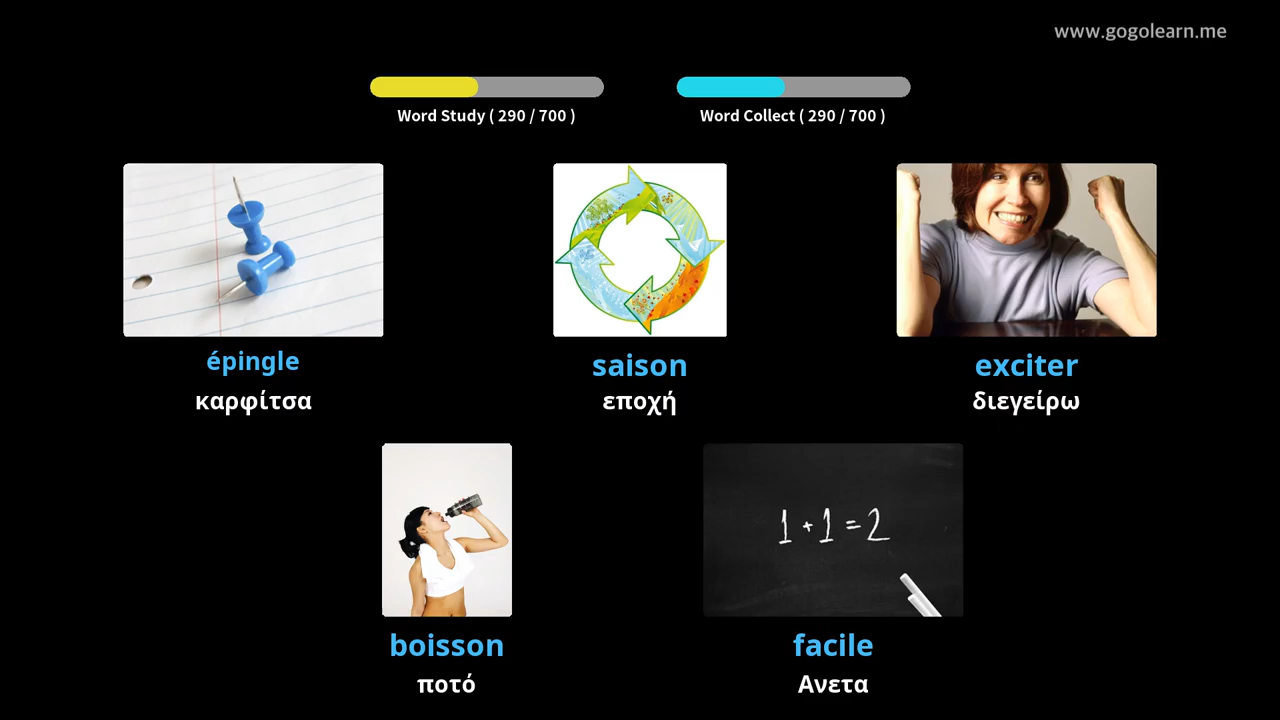 www.gogolearn.me
Word Study ( 290 / 700 )
Word Collect ( 290 / 700 )
épingle
καρφίτσα
saison
εποχή
exciter
διεγείρω
1 + 1 = 2
boisson
ποτό
facile
Ανετα